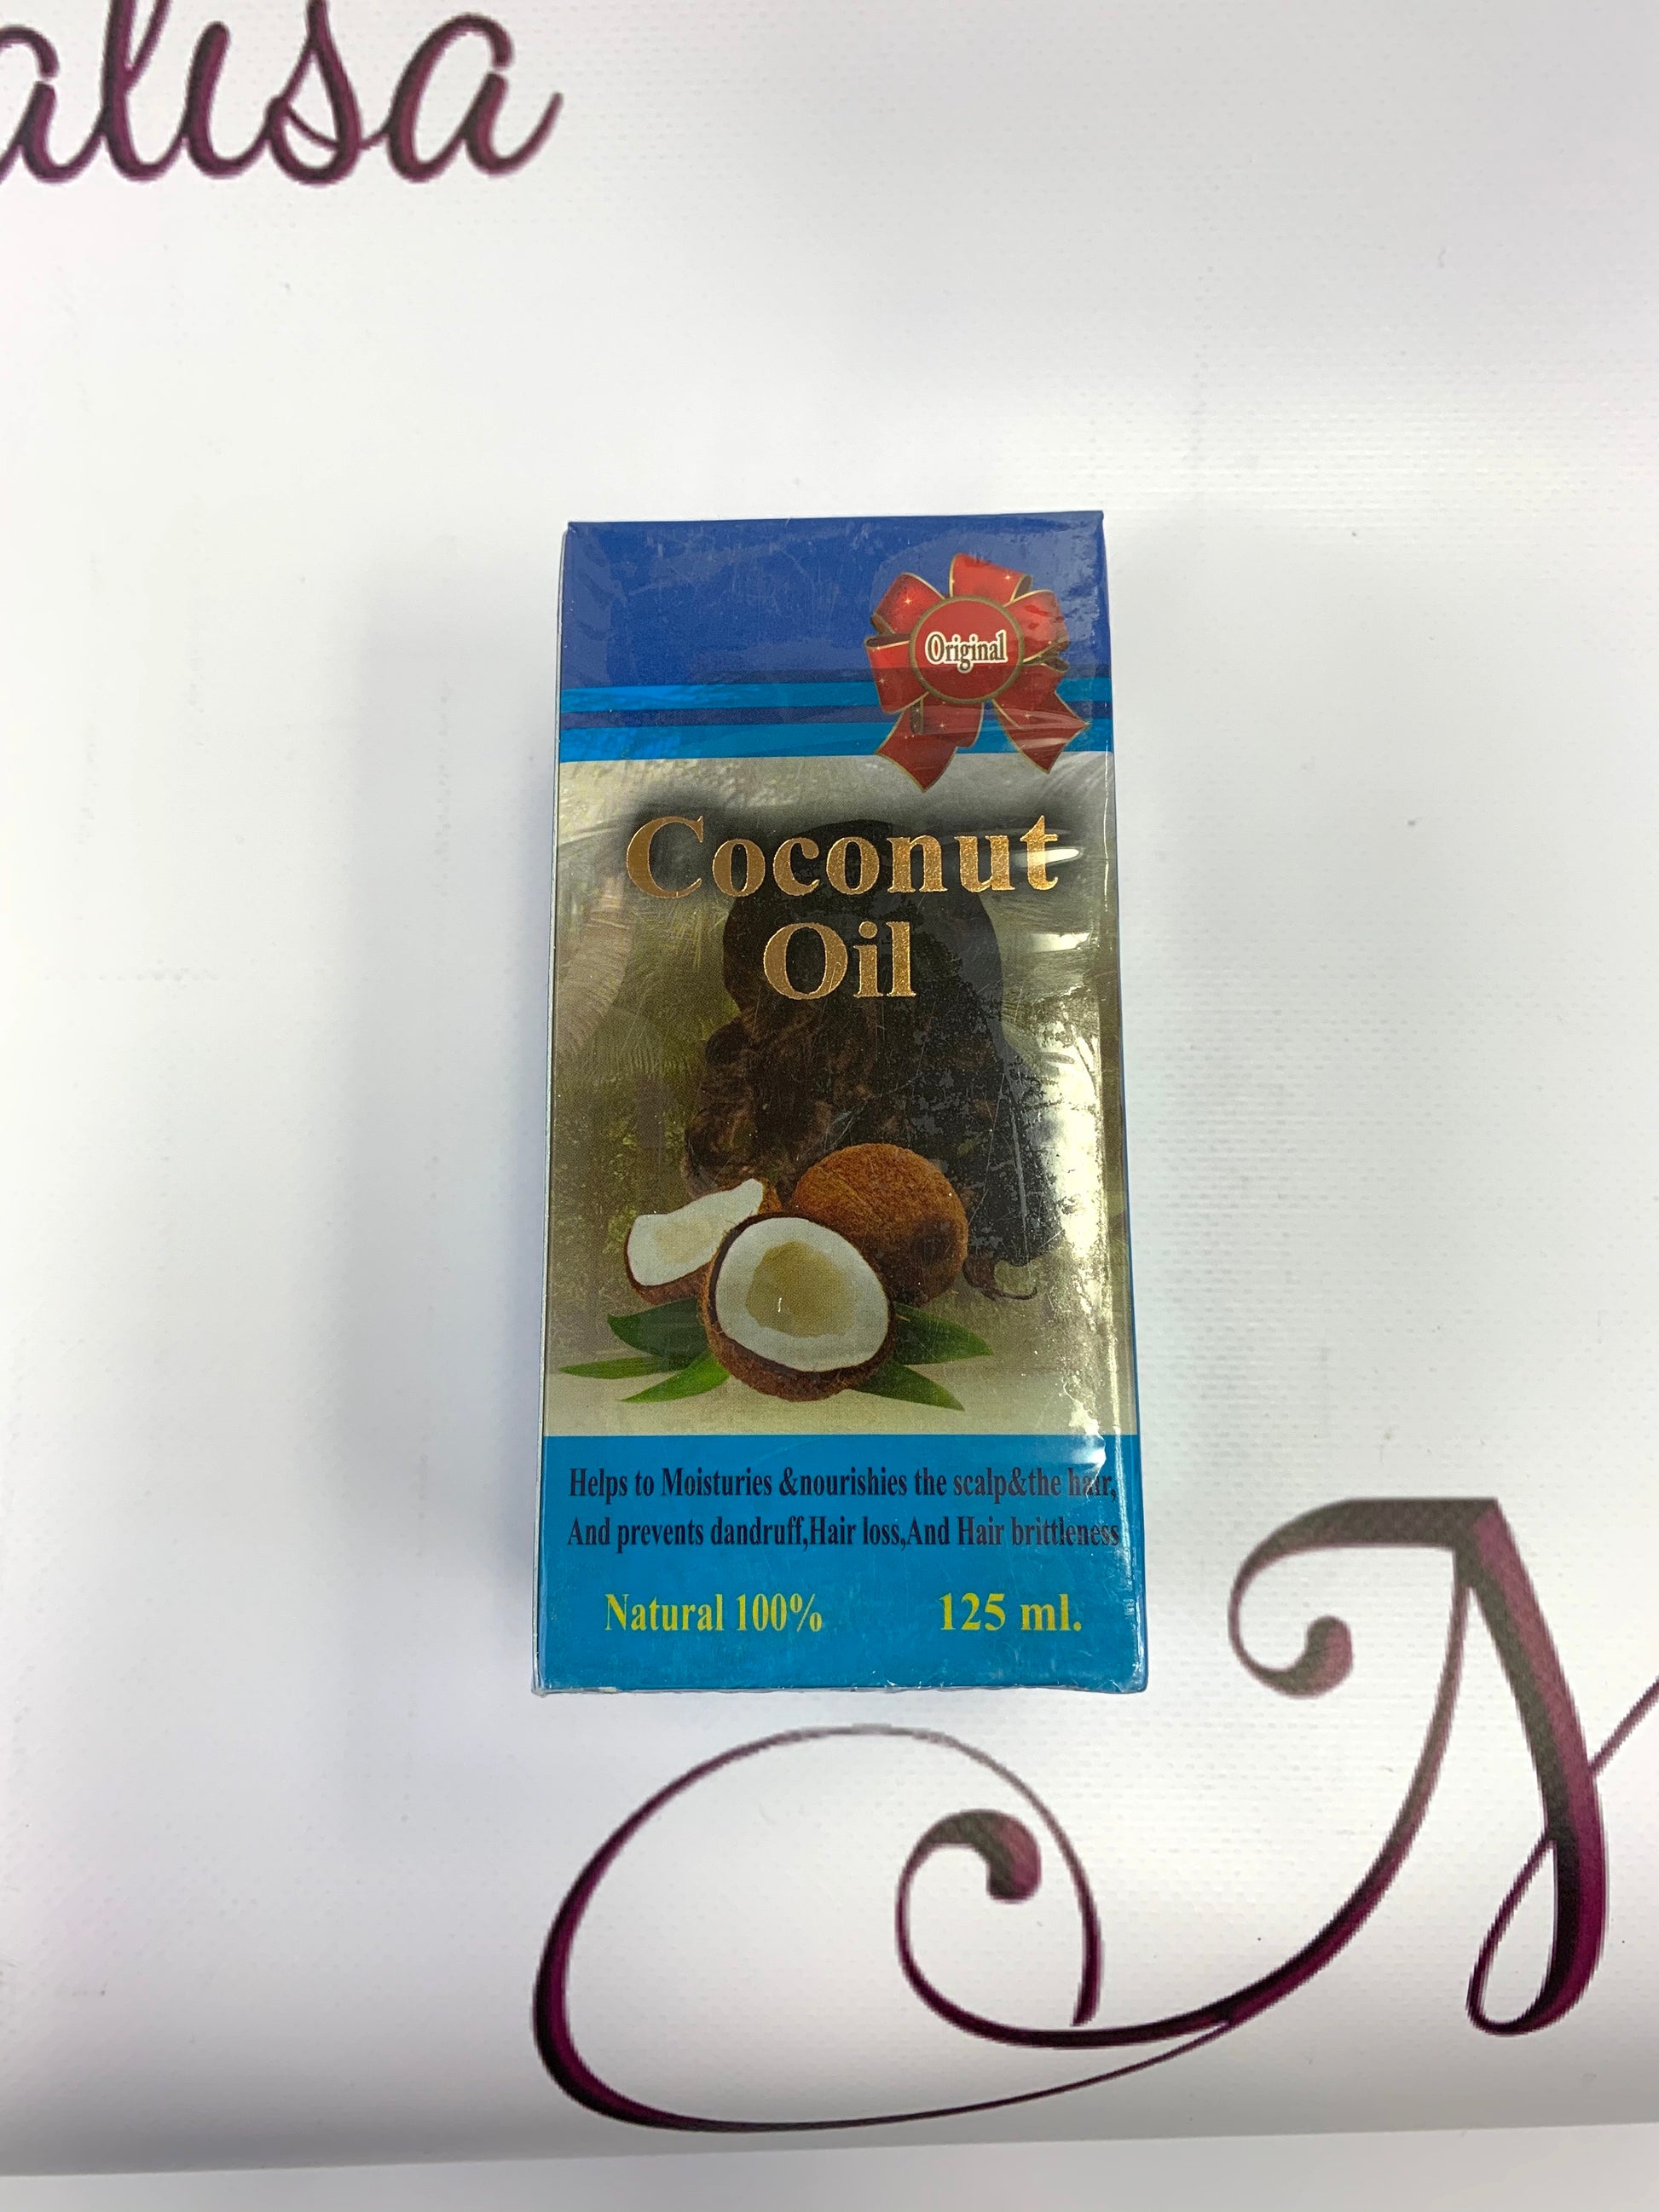 alisa
Original
Coconut
Oil
Helps to Moisturies &nourishies the scalp&the hair,
And prevents dandruff,Hair loss,And Hair brittleness
Natural 100%
125 ml.